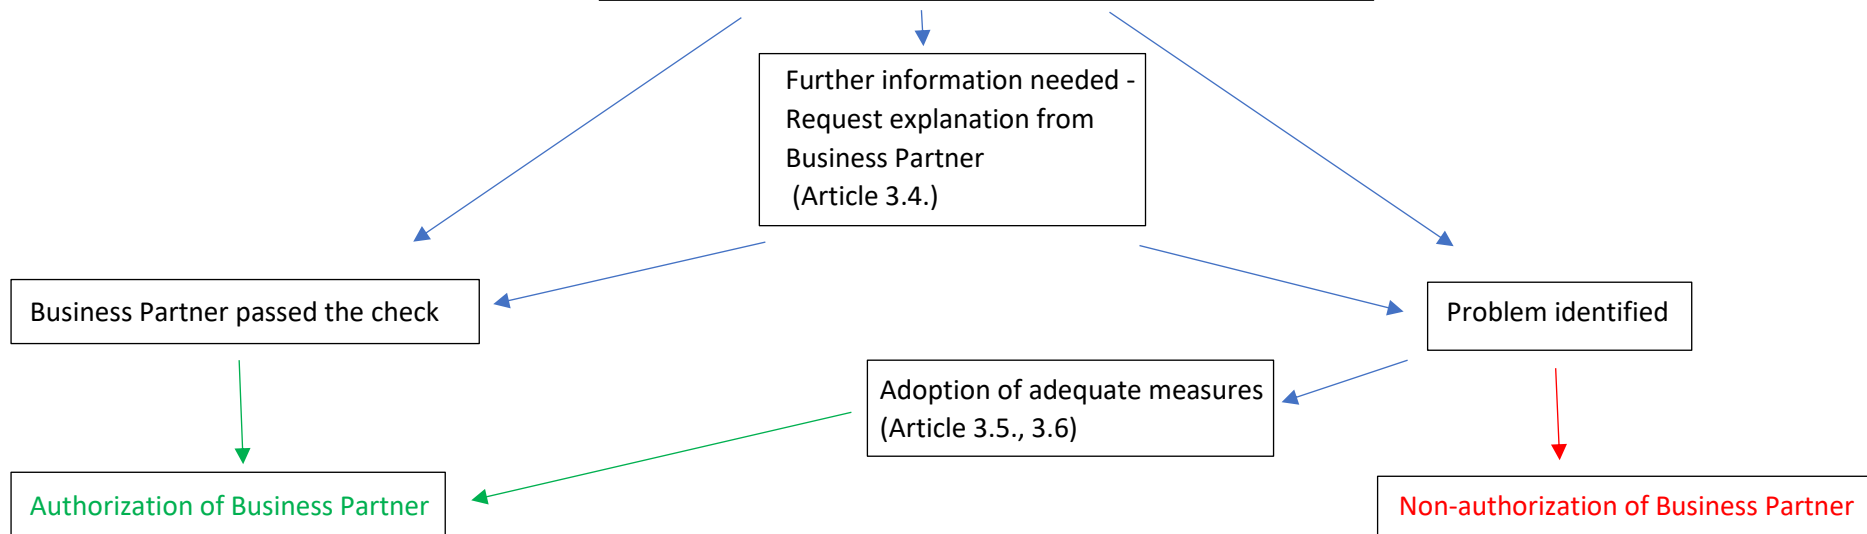 Further information needed -
Request explanation from
Business Partner
(Article 3.4.)
Business Partner passed the check
Problem identified
Adoption of adequate measures
(Article 3.5., 3.6)
Authorization of Business Partner
Non-authorization of Business Partner